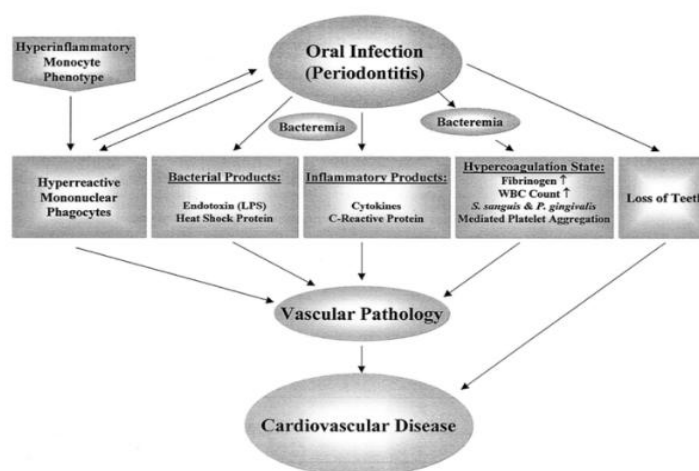 Hyperinflammatory
Monocyte
Phenotype
Oral Infection
(Periodontitis)
Bacteremia
Bacteremia
Hyperreactive
Mononuclear
Phagocytes
Bacterial Products:
Endotoxin (LPS)
Heat Shock Protein
Inflammatory Products:
Cytokines
C-Reactive Protein
Hypercoagulation State:
Fibrinogen ↑
WBC Count ↑
S. sanguis & P. gingivalis
Mediated Platelet Aggregation
Loss of Teeth
Vascular Pathology
Cardiovascular Disease